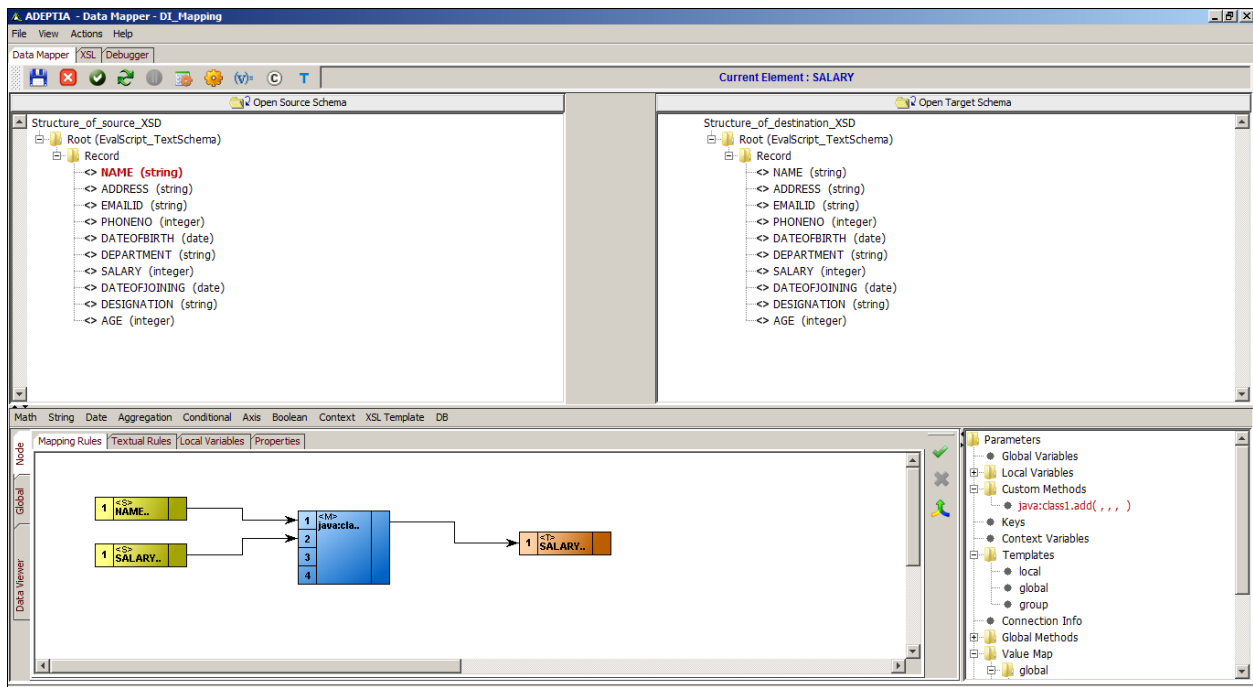 ADEPTIA - Data Mapper - DI_Mapping
File View Actions Help
Data Mapper XSL Debugger
(v)= C T Current Element : SALARY
Open Source Schema
Structure_of_source_XSD
Root (EvalScript_TextSchema)
Record
<> NAME (string)
<> ADDRESS (string)
<> EMAILID (string)
<> PHONENO (integer)
<> DATEOFBIRTH (date)
<> DEPARTMENT (string)
<> SALARY (integer)
<> DATEOFJOINING (date)
<> DESIGNATION (string)
<> AGE (integer)
Open Target Schema
Structure_of_destination_XSD
Root (EvalScript_TextSchema)
Record
<> NAME (string)
<> ADDRESS (string)
<> EMAILID (string)
<> PHONENO (integer)
<> DATEOFBIRTH (date)
<> DEPARTMENT (string)
<> SALARY (integer)
<> DATEOFJOINING (date)
<> DESIGNATION (string)
<> AGE (integer)
Math String Date Aggregation Conditional Axis Boolean Context XSL Template DB
Node
Global
Data Viewer
Mapping Rules Textual Rules Local Variables Properties
1 <S> NAME..
1 <S> SALARY..
1 <M> java:cla..
2
3
4
1 <T> SALARY..
Parameters
Global Variables
Local Variables
Custom Methods
java:class1.add( , , , )
Keys
Context Variables
Templates
local
global
group
Connection Info
Global Methods
Value Map
global